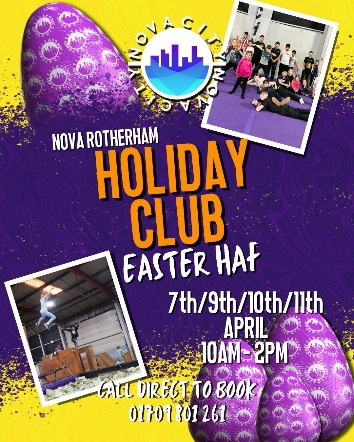 NOVACITYNOVACITYNOVACITY
NOVA ROTHERHAM
HOLIDAY
CLUB
EASTER HAF
7th/9th/10th/11th
APRIL
10AM-2PM
CALL DIRECT TO BOOK
01709 801 261